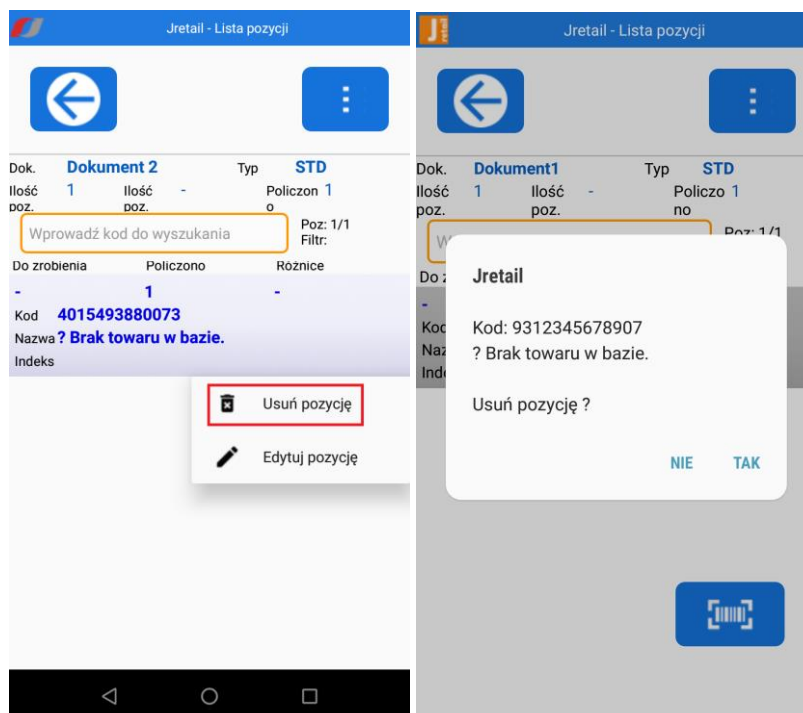 Jretail - Lista pozycji
Dok. Dokument 2 Typ STD
Ilość poz. 1 Ilość poz. - Policzono 1
Wprowadź kod do wyszukania
Poz: 1/1
Filtr:
Do zrobienia Policzono Różnice
- 1 -
Kod 4015493880073
Nazwa ? Brak towaru w bazie.
Indeks
Usuń pozycję
Edytuj pozycję
J retail
Jretail - Lista pozycji
Dok. Dokument1 Typ STD
Ilość poz. 1 Ilość poz. - Policzono 1
Jretail
Kod: 9312345678907
? Brak towaru w bazie.
Usuń pozycję ?
NIE TAK